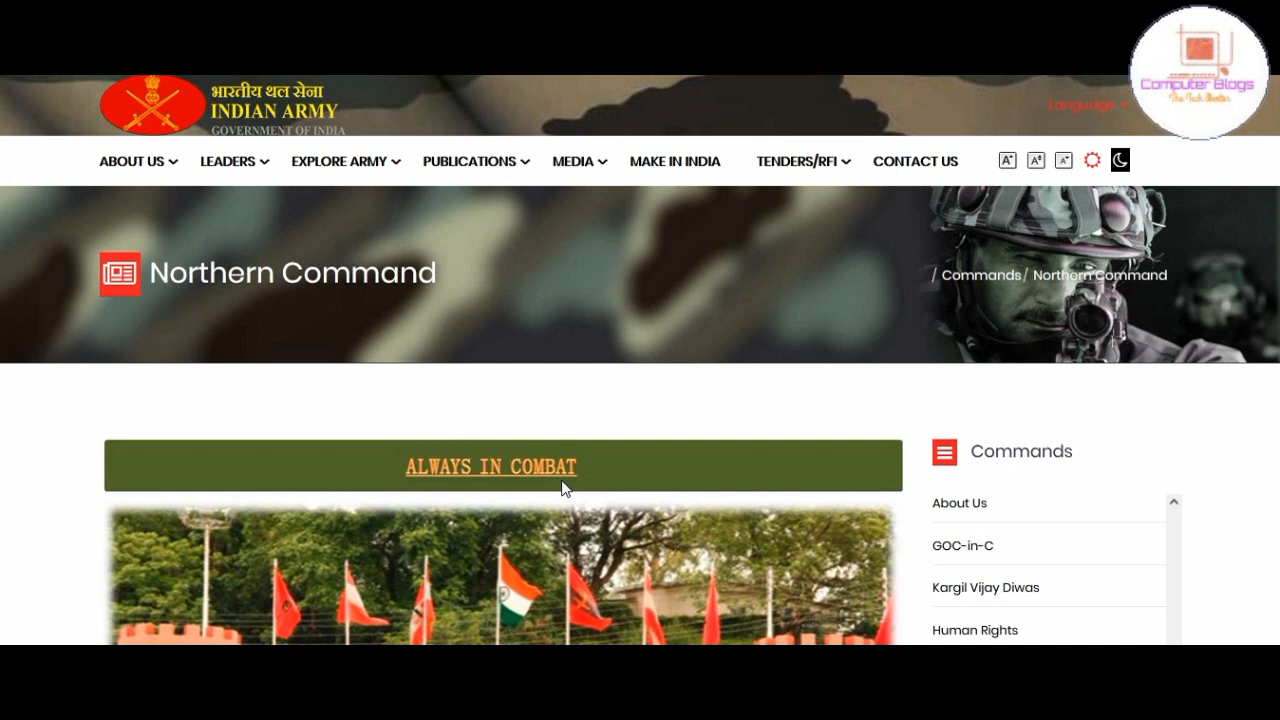 Computer Blogs
भारतीय थल सेना
INDIAN ARMY
GOVERNMENT OF INDIA
Language
ABOUT US LEADERS EXPLORE ARMY PUBLICATIONS MEDIA MAKE IN INDIA TENDERS/RFI CONTACT US
Northern Command
/ Commands / Northern Command
ALWAYS IN COMBAT
Commands
About Us
GOC-in-C
Kargil Vijay Diwas
Human Rights